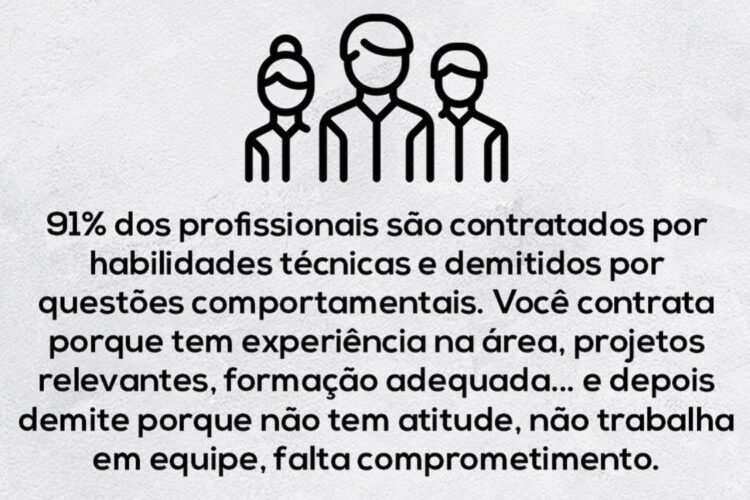 91% dos profissionais são contratados por
habilidades técnicas e demitidos por
questões comportamentais. Você contrata
porque tem experiência na área, projetos
relevantes, formação adequada... e depois
demite porque não tem atitude, não trabalha
em equipe, falta comprometimento.